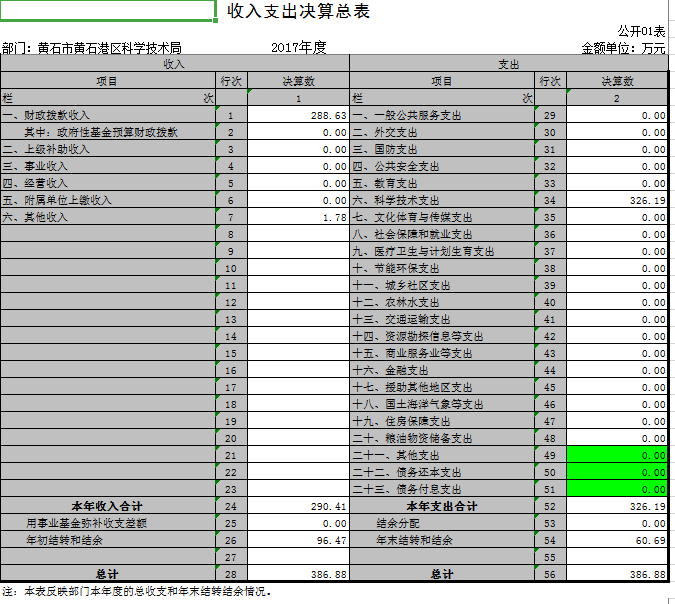 收入支出决算总表
公开01表
部门：黄石市黄石港区科学技术局 2017年度 金额单位：万元
收入 支出
项目 行次 决算数 项目 行次 决算数
栏 次 1 栏 次 2
一、财政拨款收入 1 288.63 一、一般公共服务支出 29 0.00
其中：政府性基金预算财政拨款 2 0.00 二、外交支出 30 0.00
二、上级补助收入 3 0.00 三、国防支出 31 0.00
三、事业收入 4 0.00 四、公共安全支出 32 0.00
四、经营收入 5 0.00 五、教育支出 33 0.00
五、附属单位上缴收入 6 0.00 六、科学技术支出 34 326.19
六、其他收入 7 1.78 七、文化体育与传媒支出 35 0.00
8 八、社会保障和就业支出 36 0.00
9 九、医疗卫生与计划生育支出 37 0.00
10 十、节能环保支出 38 0.00
11 十一、城乡社区支出 39 0.00
12 十二、农林水支出 40 0.00
13 十三、交通运输支出 41 0.00
14 十四、资源勘探信息等支出 42 0.00
15 十五、商业服务业等支出 43 0.00
16 十六、金融支出 44 0.00
17 十七、援助其他地区支出 45 0.00
18 十八、国土海洋气象等支出 46 0.00
19 十九、住房保障支出 47 0.00
20 二十、粮油物资储备支出 48 0.00
21 二十一、其他支出 49 0.00
22 二十二、债务还本支出 50 0.00
23 二十三、债务付息支出 51 0.00
本年收入合计 24 290.41 本年支出合计 52 326.19
用事业基金弥补收支差额 25 0.00 结余分配 53 0.00
年初结转和结余 26 96.47 年末结转和结余 54 60.69
27 55
总计 28 386.88 总计 56 386.88
注：本表反映部门本年度的总收支和年末结转结余情况。